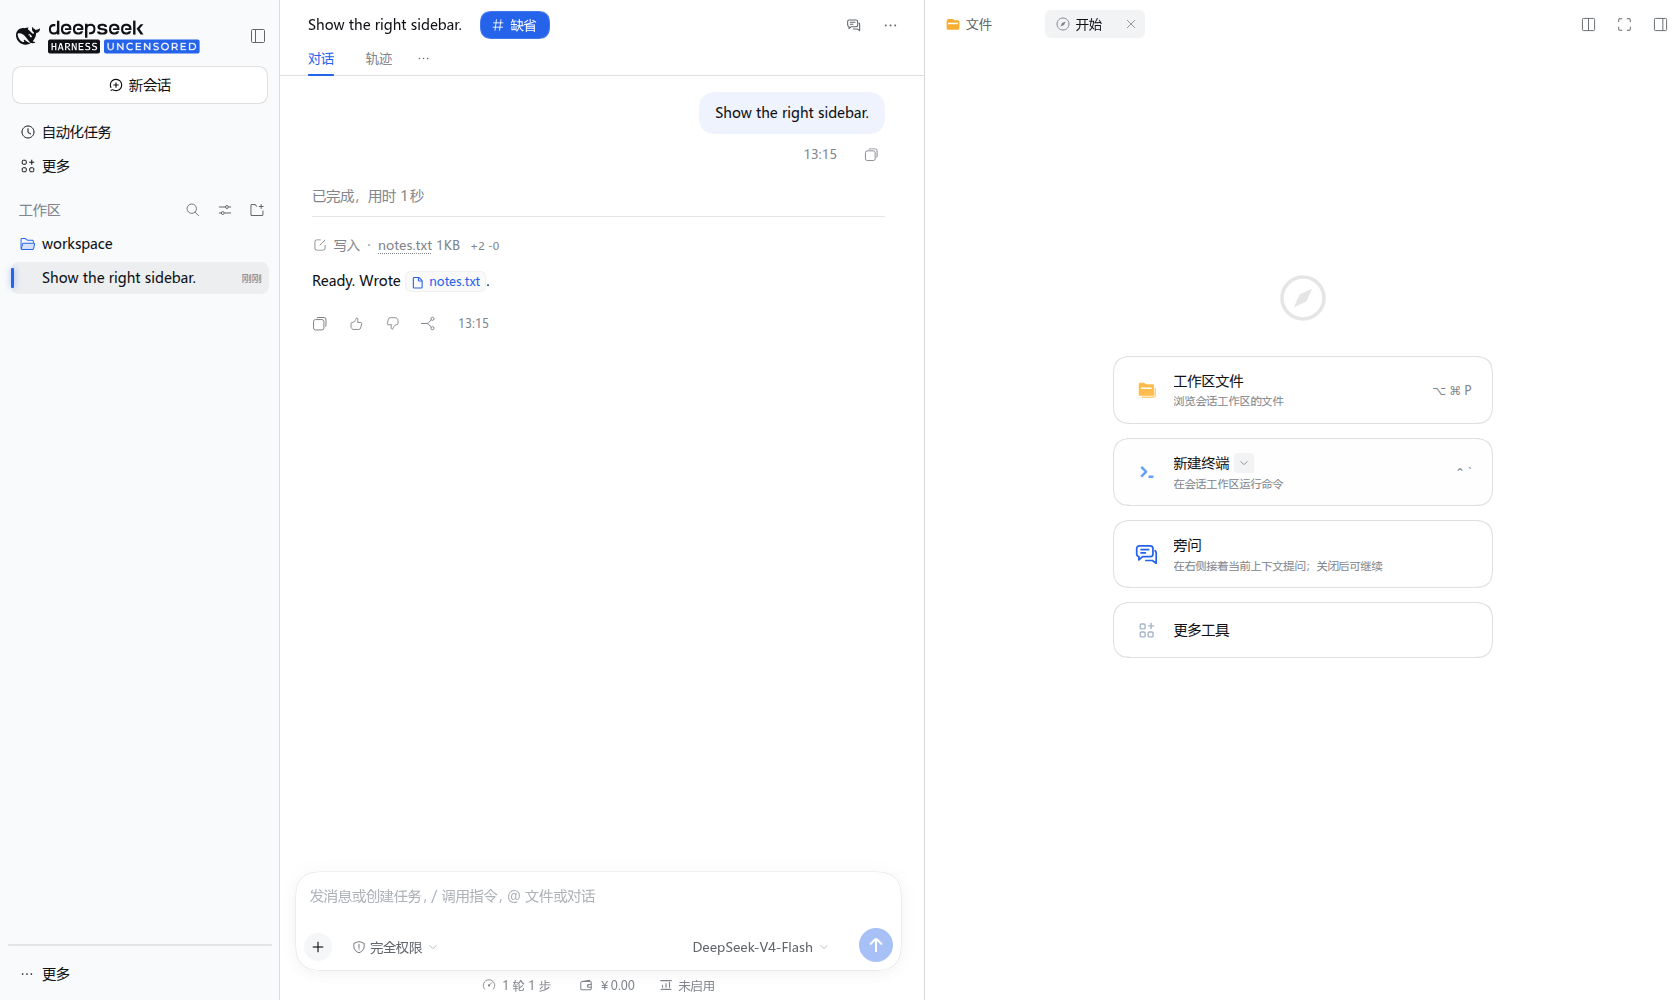 deepseek
HARNESS UNCENSORED
新会话
自动化任务
更多
工作区
workspace
Show the right sidebar.
刚刚
更多
Show the right sidebar.
# 缺省
对话
轨迹
Show the right sidebar.
13:15
已完成，用时 1秒
写入 · notes.txt 1KB +2 -0
Ready. Wrote notes.txt .
13:15
发消息或创建任务, / 调用指令, @ 文件或对话
完全权限
DeepSeek-V4-Flash
1 轮 1 步
¥0.00
未启用
文件
开始
工作区文件
浏览会话工作区的文件
⌥ ⌘ P
新建终端
在会话工作区运行命令
⌃ `
旁问
在右侧接着当前上下文提问；关闭后可继续
更多工具